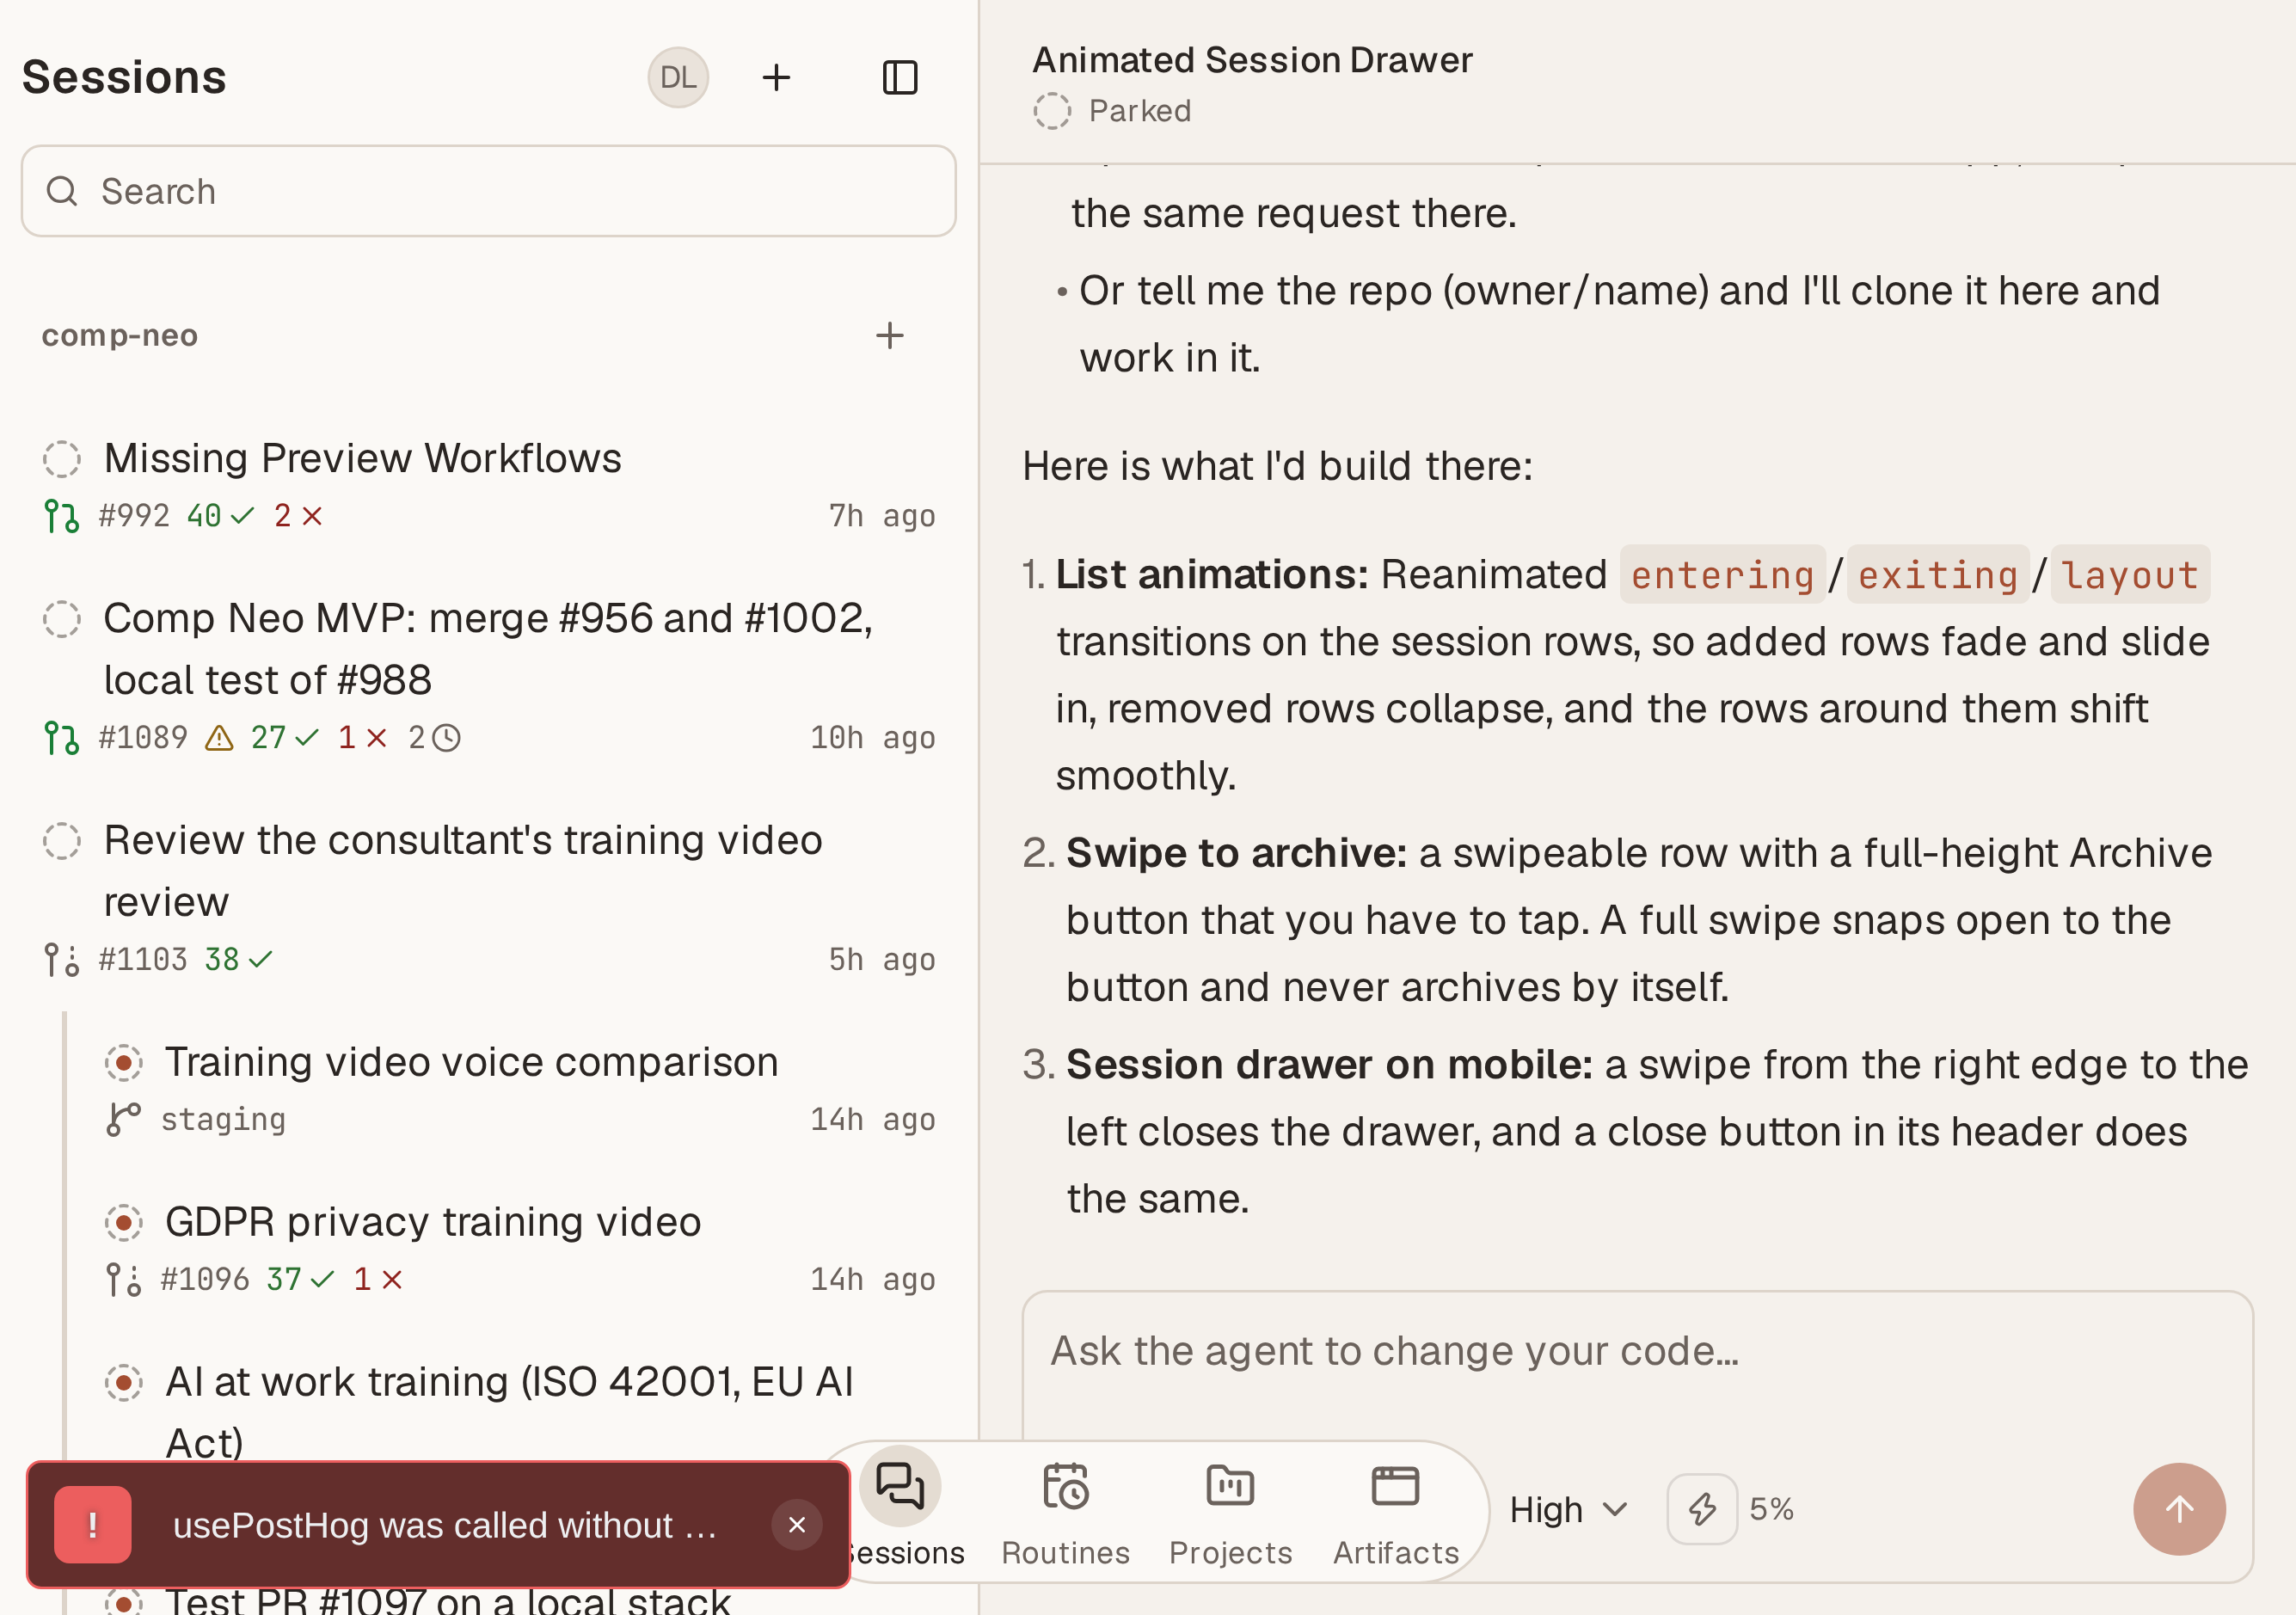 Sessions
DL
Search
comp-neo
Missing Preview Workflows
#992 40 2 7h ago
Comp Neo MVP: merge #956 and #1002,
local test of #988
#1089 27 1 2 10h ago
Review the consultant's training video
review
#1103 38 5h ago
Training video voice comparison
staging 14h ago
GDPR privacy training video
#1096 37 1 14h ago
AI at work training (ISO 42001, EU AI
Act)
! usePostHog was called without …
Test PR #1097 on a local stack
Animated Session Drawer
Parked
the same request there.
• Or tell me the repo (owner/name) and I'll clone it here and
work in it.
Here is what I'd build there:
1. List animations: Reanimated entering/exiting/layout
transitions on the session rows, so added rows fade and slide
in, removed rows collapse, and the rows around them shift
smoothly.
2. Swipe to archive: a swipeable row with a full-height Archive
button that you have to tap. A full swipe snaps open to the
button and never archives by itself.
3. Session drawer on mobile: a swipe from the right edge to the
left closes the drawer, and a close button in its header does
the same.
Ask the agent to change your code…
High 5%
Sessions Routines Projects Artifacts